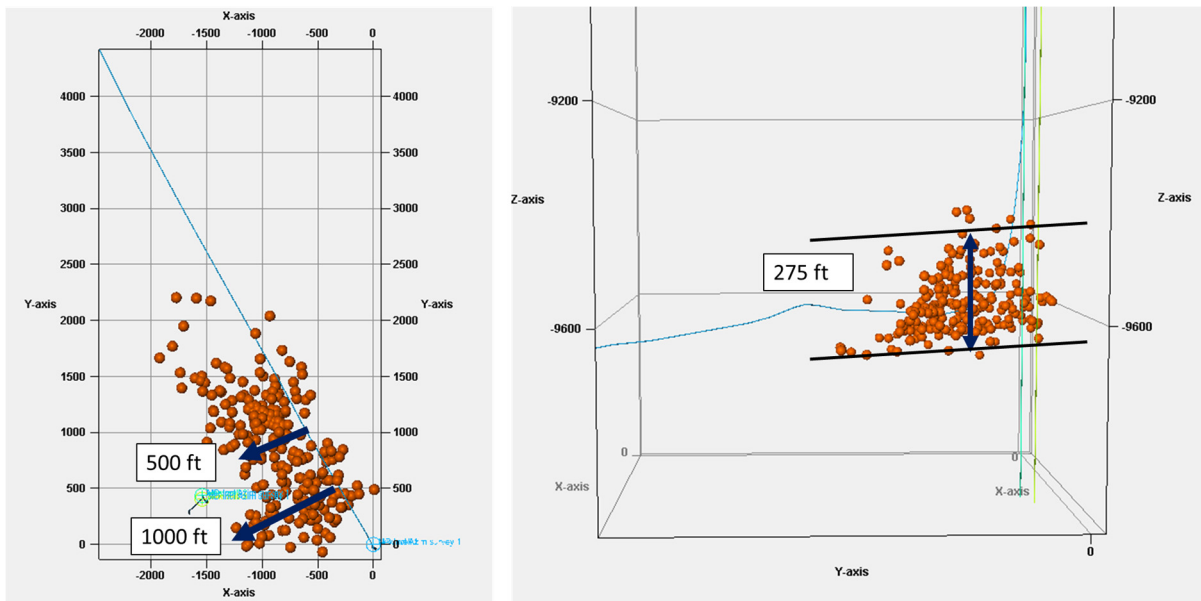 X-axis
-2000 -1500 -1000 -500 0
4000 4000
3500 3500
3000 3000
2500 2500
Y-axis Y-axis
2000 2000
1500 1500
1000 1000
500 ft
500 500
1000 ft
0 0
survey 1
-2000 -1500 -1000 -500 0
X-axis
-9200 -9200
Z-axis Z-axis
275 ft
-9600 -9600
0 0
X-axis X-axis
0
Y-axis